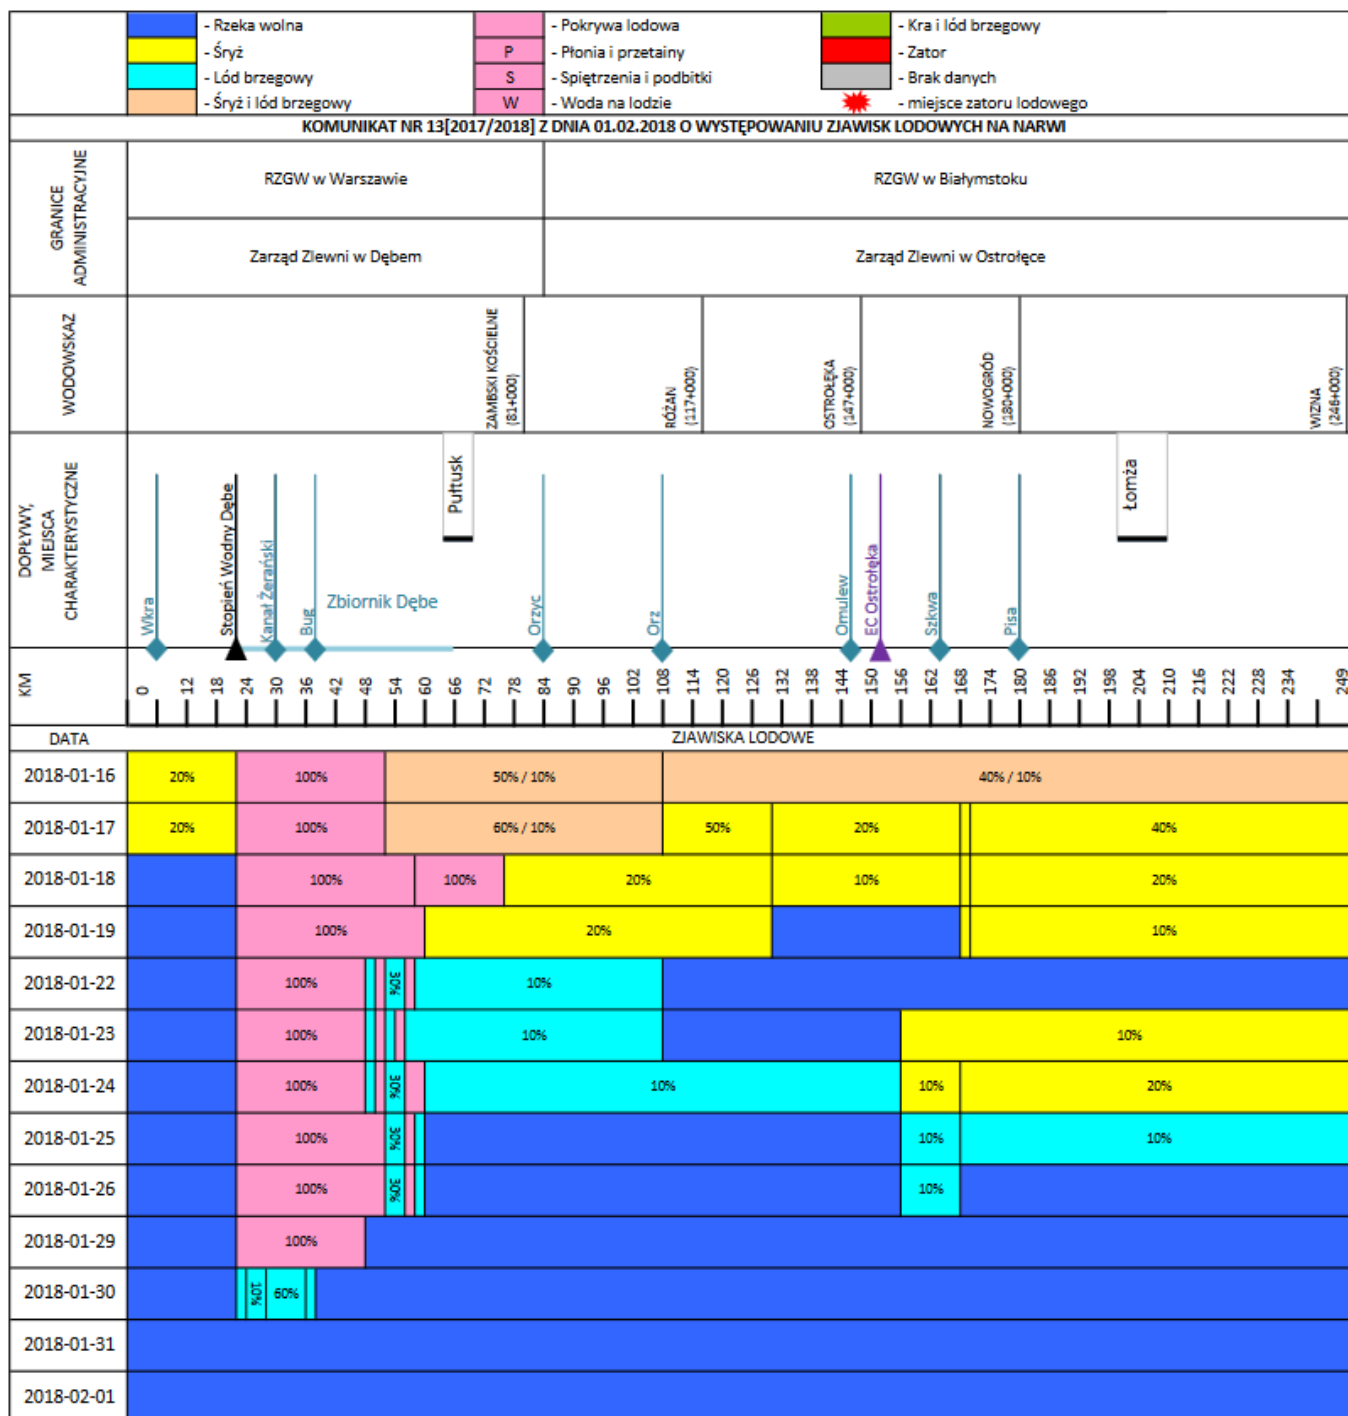 - Rzeka wolna
- Pokrywa lodowa
- Kra i lód brzegowy
- Śryż
P
- Płonia i przetainy
- Zator
- Lód brzegowy
S
- Spiętrzenia i podbitki
- Brak danych
- Śryż i lód brzegowy
W
- Woda na lodzie
- miejsce zatoru lodowego
KOMUNIKAT NR 13[2017/2018] Z DNIA 01.02.2018 O WYSTĘPOWANIU ZJAWISK LODOWYCH NA NARWI
GRANICE
ADMINISTRACYJNE
RZGW w Warszawie
RZGW w Białymstoku
Zarząd Zlewni w Dębem
Zarząd Zlewni w Ostrołęce
WODOWSKAZ
ZAMBSKI KOŚCIELNE
(81+000)
RÓŻAN
(117+000)
OSTROŁĘKA
(147+000)
NOWOGRÓD
(180+000)
WIZNA
(246+000)
DOPŁYWY,
MIEJSCA
CHARAKTERYSTYCZNE
Wkra
Stopień Wodny Dębe
Kanał Żerański
Bug
Zbiornik Dębe
Pułtusk
Orzyc
Orz
Omulew
EC Ostrołęka
Szkwa
Pisa
Łomża
KM
0 12 18 24 30 36 42 48 54 60 66 72 78 84 90 96 102 108 114 120 126 132 138 144 150 156 162 168 174 180 186 192 198 204 210 216 222 228 234 249
DATA
ZJAWISKA LODOWE
2018-01-16 20% 100% 50% / 10% 40% / 10%
2018-01-17 20% 100% 60% / 10% 50% 20% 40%
2018-01-18 100% 100% 20% 10% 20%
2018-01-19 100% 20% 10%
2018-01-22 100% 30% 10%
2018-01-23 100% 10% 10%
2018-01-24 100% 30% 10% 10% 20%
2018-01-25 100% 30% 10% 10%
2018-01-26 100% 30% 10%
2018-01-29 100%
2018-01-30 10% 60%
2018-01-31
2018-02-01